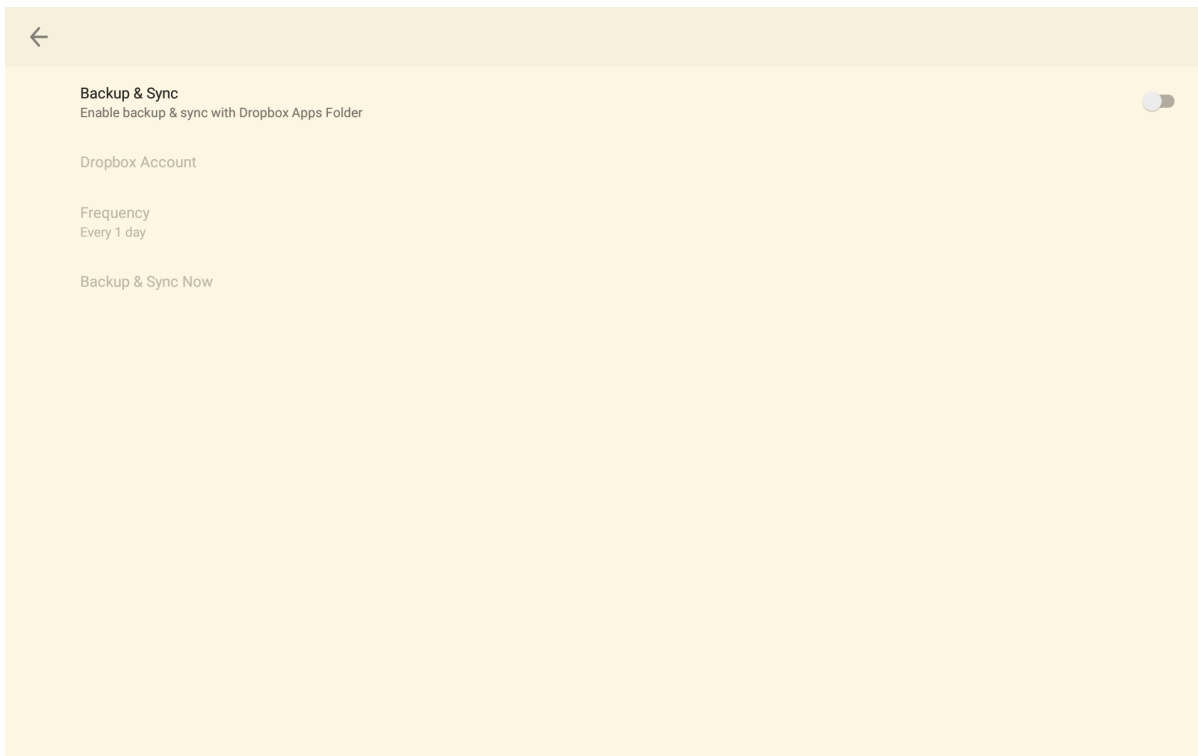 Backup & Sync
Enable backup & sync with Dropbox Apps Folder
Dropbox Account
Frequency
Every 1 day
Backup & Sync Now